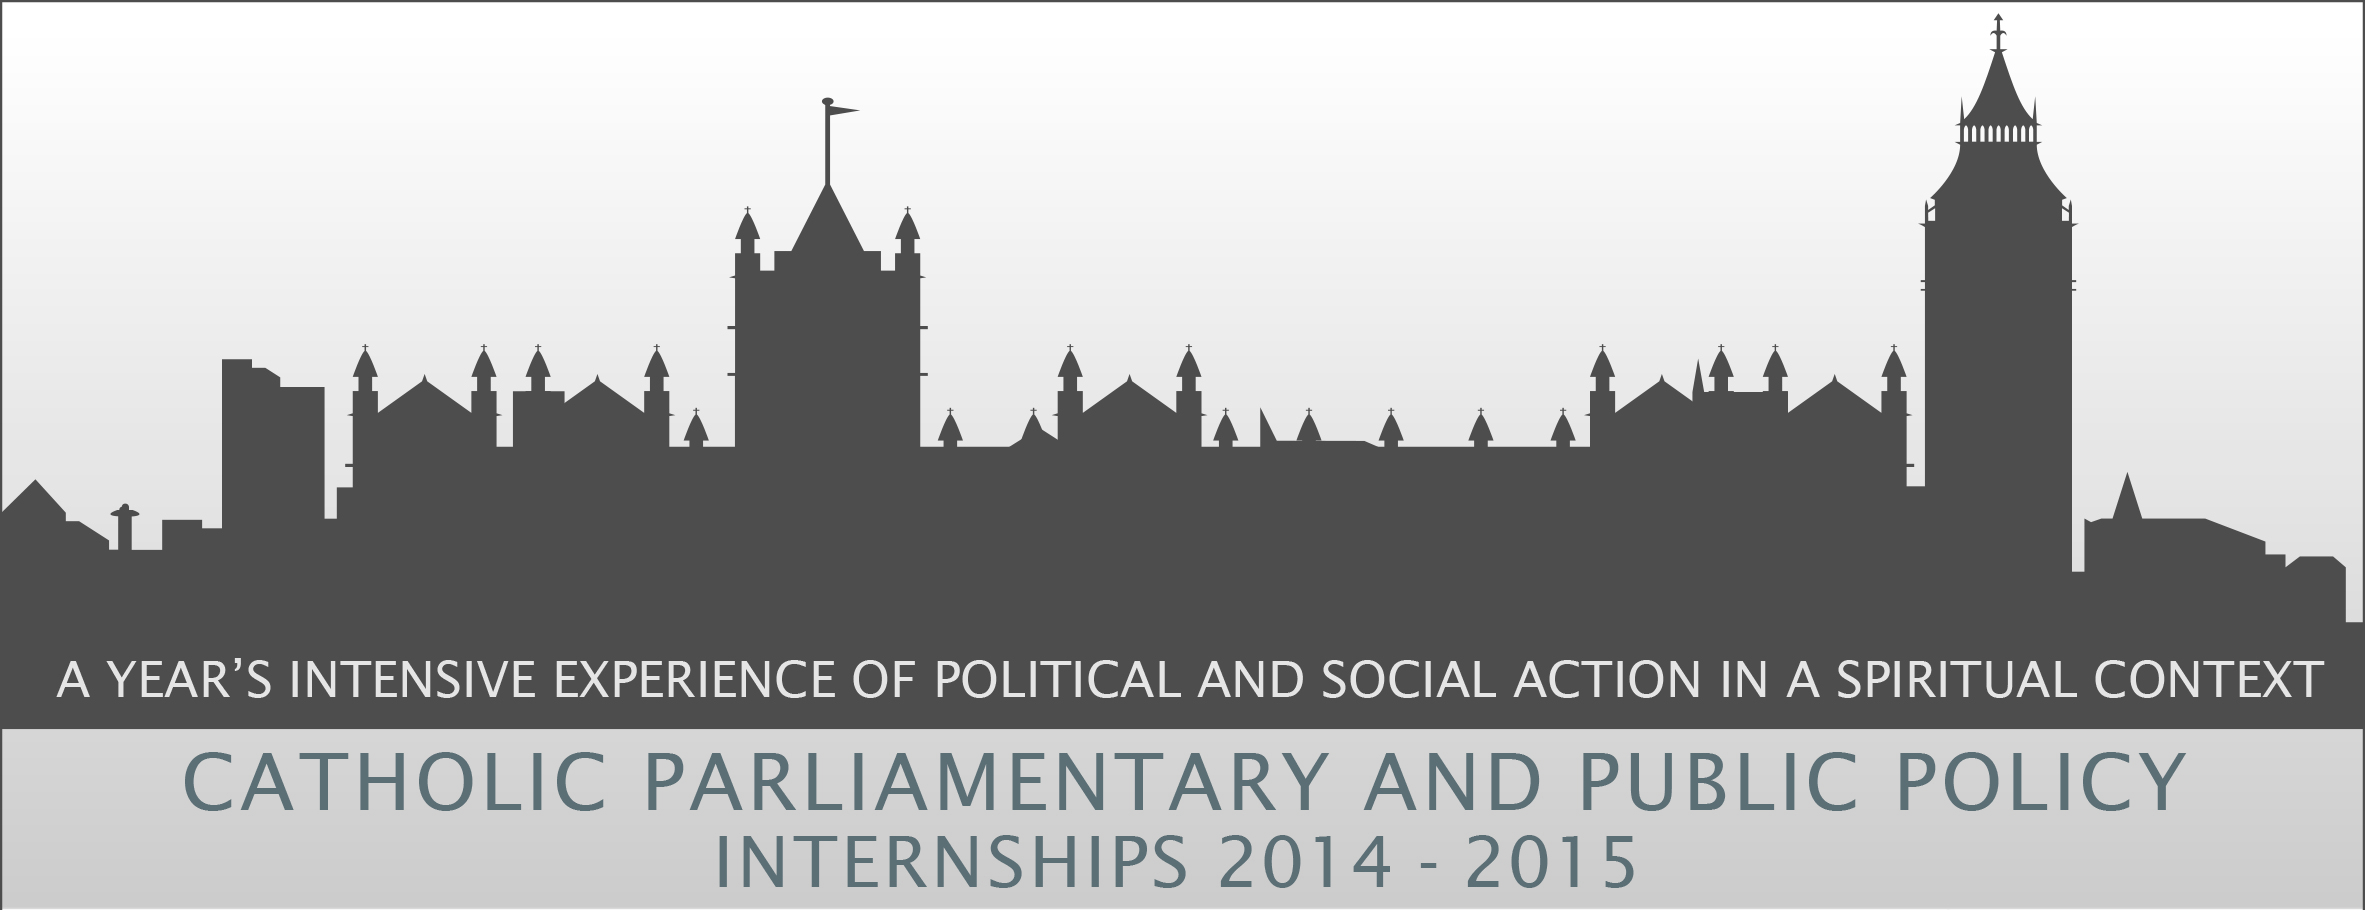 A YEAR’S INTENSIVE EXPERIENCE OF POLITICAL AND SOCIAL ACTION IN A SPIRITUAL CONTEXT
CATHOLIC PARLIAMENTARY AND PUBLIC POLICY
INTERNSHIPS 2014 - 2015